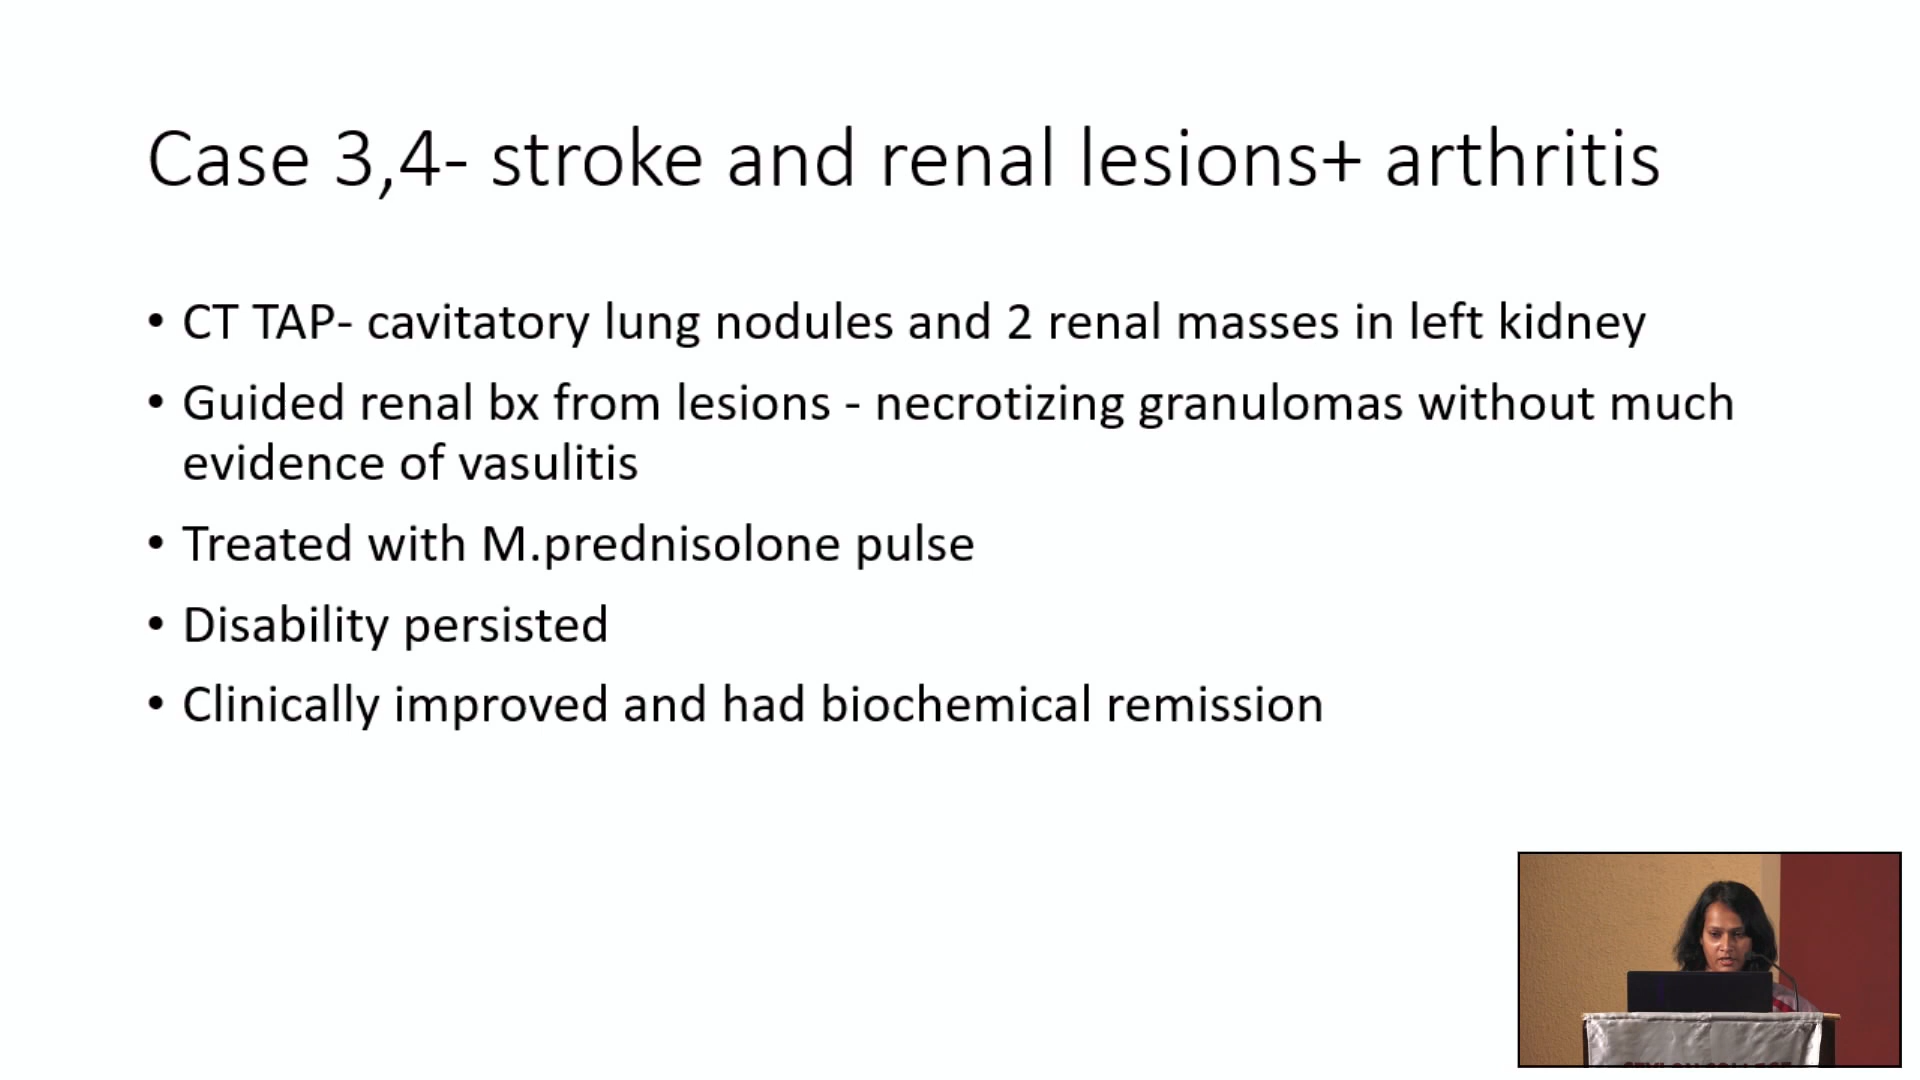 Case 3,4- stroke and renal lesions+ arthritis
• CT TAP- cavitatory lung nodules and 2 renal masses in left kidney
• Guided renal bx from lesions - necrotizing granulomas without much
evidence of vasulitis
• Treated with M.prednisolone pulse
• Disability persisted
• Clinically improved and had biochemical remission
CEYLON COLLEGE